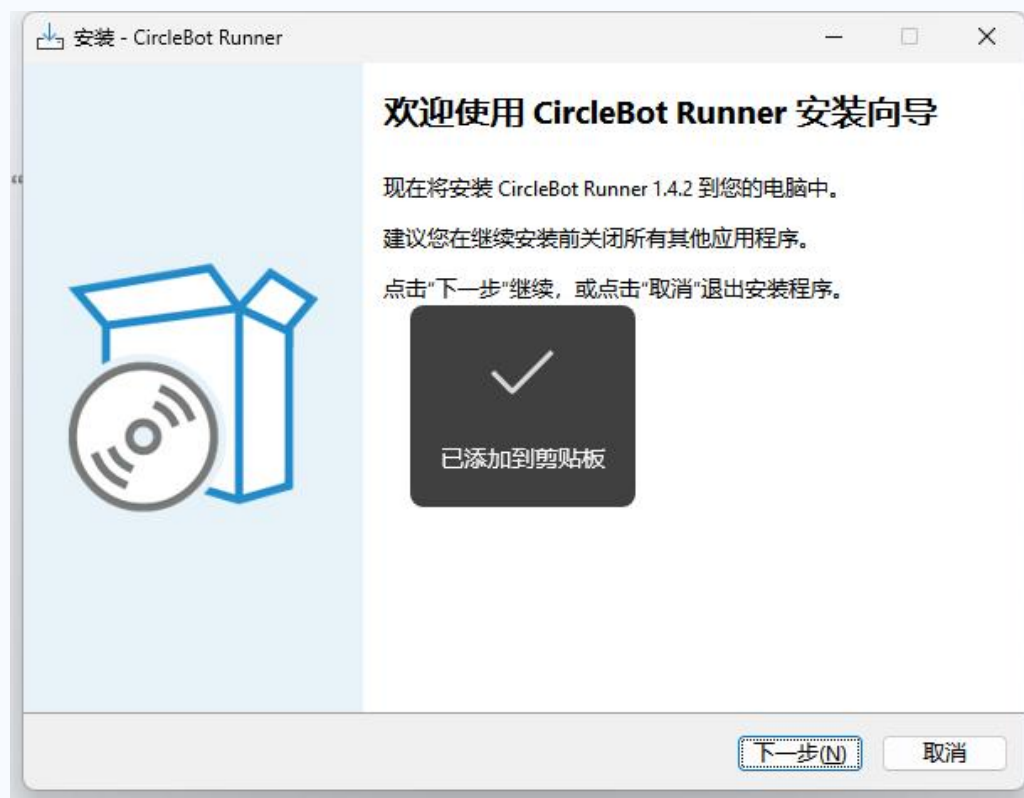 安装 - CircleBot Runner
欢迎使用 CircleBot Runner 安装向导
现在将安装 CircleBot Runner 1.4.2 到您的电脑中。
建议您在继续安装前关闭所有其他应用程序。
点击“下一步”继续，或点击“取消”退出安装程序。
已添加到剪贴板
下一步(N)
取消